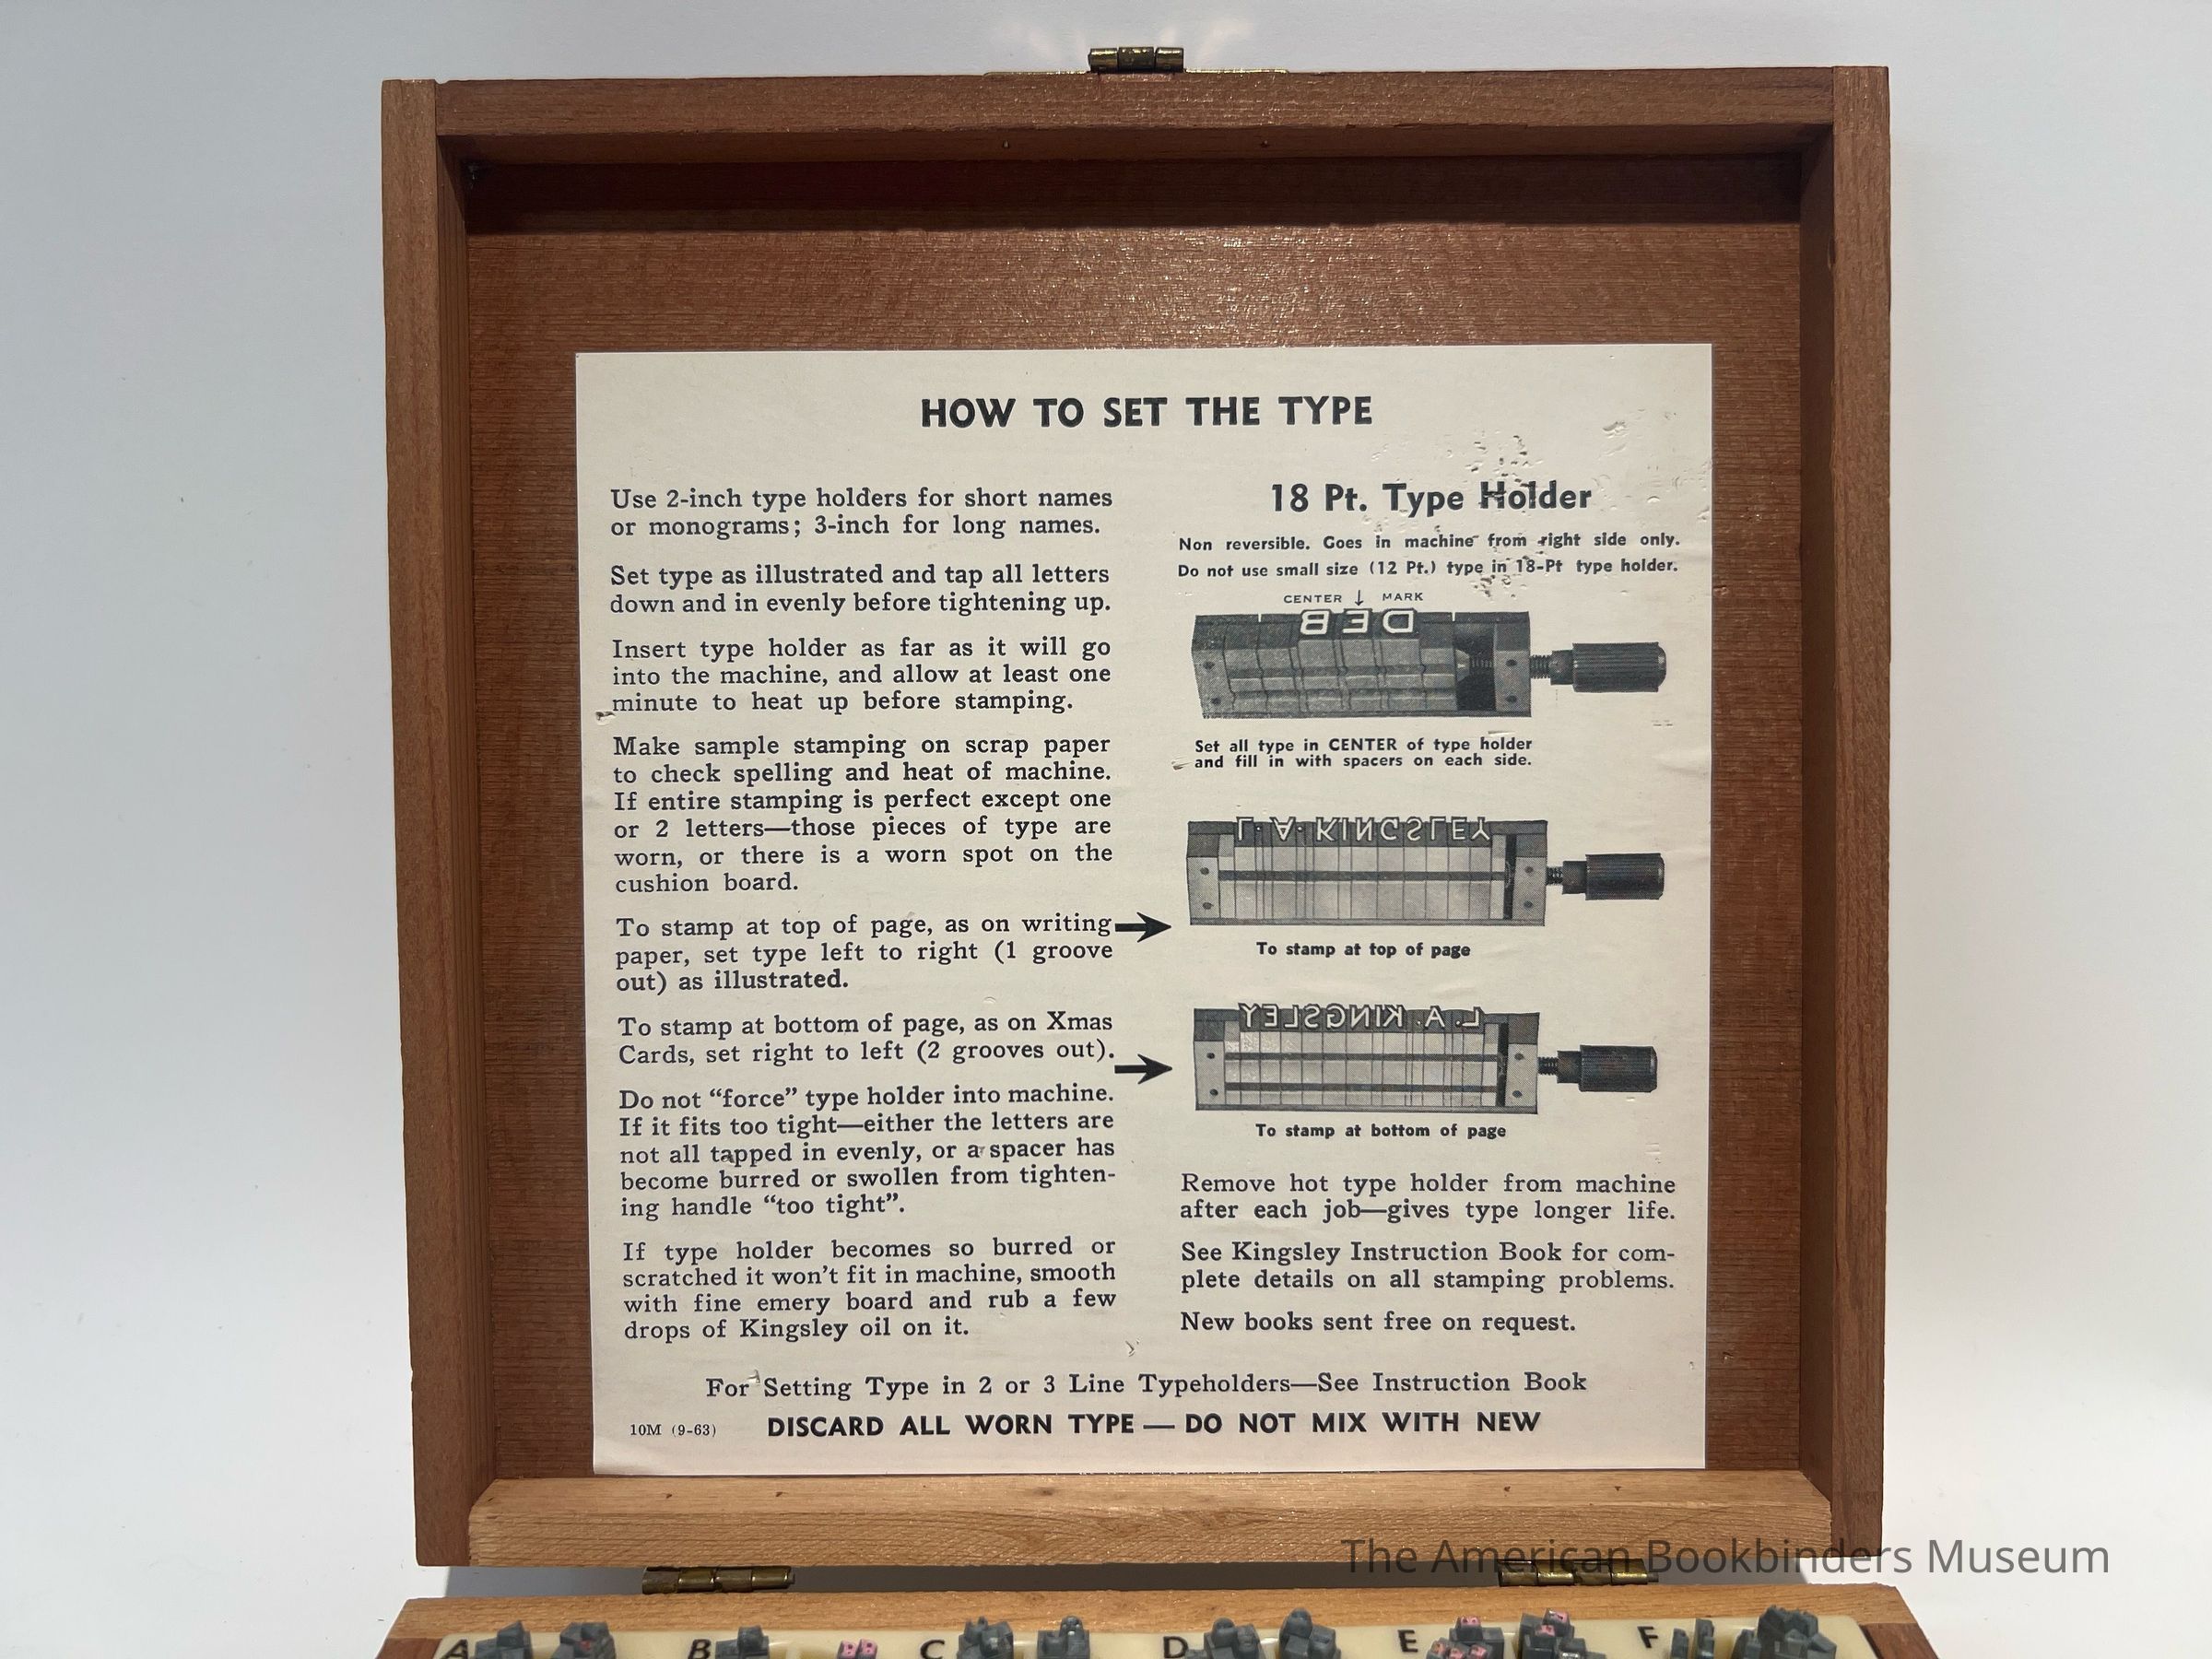 HOW TO SET THE TYPE
Use 2-inch type holders for short names
or monograms; 3-inch for long names.
Set type as illustrated and tap all letters
down and in evenly before tightening up.
Insert type holder as far as it will go
into the machine, and allow at least one
minute to heat up before stamping.
Make sample stamping on scrap paper
to check spelling and heat of machine.
If entire stamping is perfect except one
or 2 letters—those pieces of type are
worn, or there is a worn spot on the
cushion board.
To stamp at top of page, as on writing
paper, set type left to right (1 groove
out) as illustrated.
To stamp at bottom of page, as on Xmas
Cards, set right to left (2 grooves out).
Do not “force” type holder into machine.
If it fits too tight—either the letters are
not all tapped in evenly, or a spacer has
become burred or swollen from tighten-
ing handle “too tight”.
If type holder becomes so burred or
scratched it won’t fit in machine, smooth
with fine emery board and rub a few
drops of Kingsley oil on it.
18 Pt. Type Holder
Non reversible. Goes in machine from right side only.
Do not use small size (12 Pt.) type in 18-Pt type holder.
CENTER ↓ MARK
DEB
Set all type in CENTER of type holder
and fill in with spacers on each side.
L. A. KINGSLEY
To stamp at top of page
L. A. KINGSLEY
To stamp at bottom of page
Remove hot type holder from machine
after each job—gives type longer life.
See Kingsley Instruction Book for com-
plete details on all stamping problems.
New books sent free on request.
For Setting Type in 2 or 3 Line Typeholders—See Instruction Book
10M (9-63) DISCARD ALL WORN TYPE — DO NOT MIX WITH NEW
The American Bookbinders Museum
A B C D E F